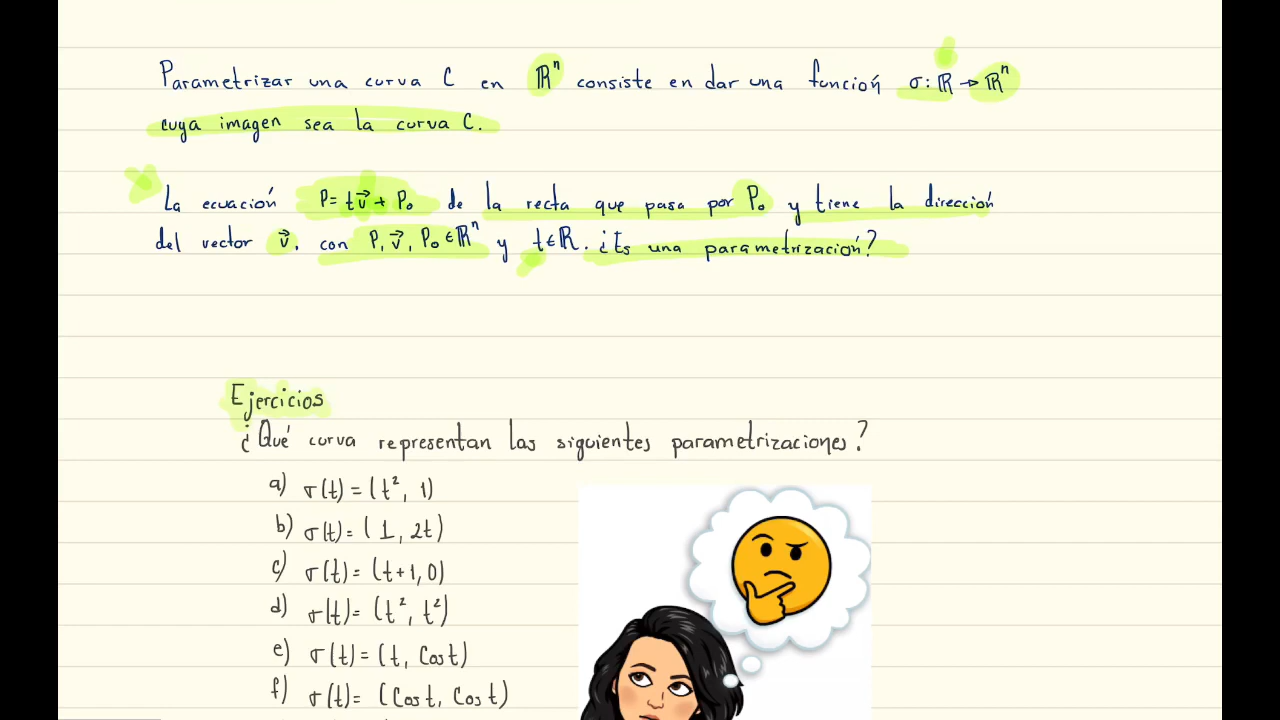 Parametrizar una curva C en ℝⁿ consiste en dar una función σ: ℝ → ℝⁿ
cuya imagen sea la curva C.
La ecuación P = tv⃗ + P₀ de la recta que pasa por P₀ y tiene la dirección
del vector v⃗, con P, v⃗, P₀ ∈ ℝⁿ y t ∈ ℝ. ¿Es una parametrización?
Ejercicios
¿Qué curva representan las siguientes parametrizaciones?
a) σ(t) = (t², 1)
b) σ(t) = (1, 2t)
c) σ(t) = (t+1, 0)
d) σ(t) = (t², t²)
e) σ(t) = (t, Cos t)
f) σ(t) = (Cos t, Cos t)